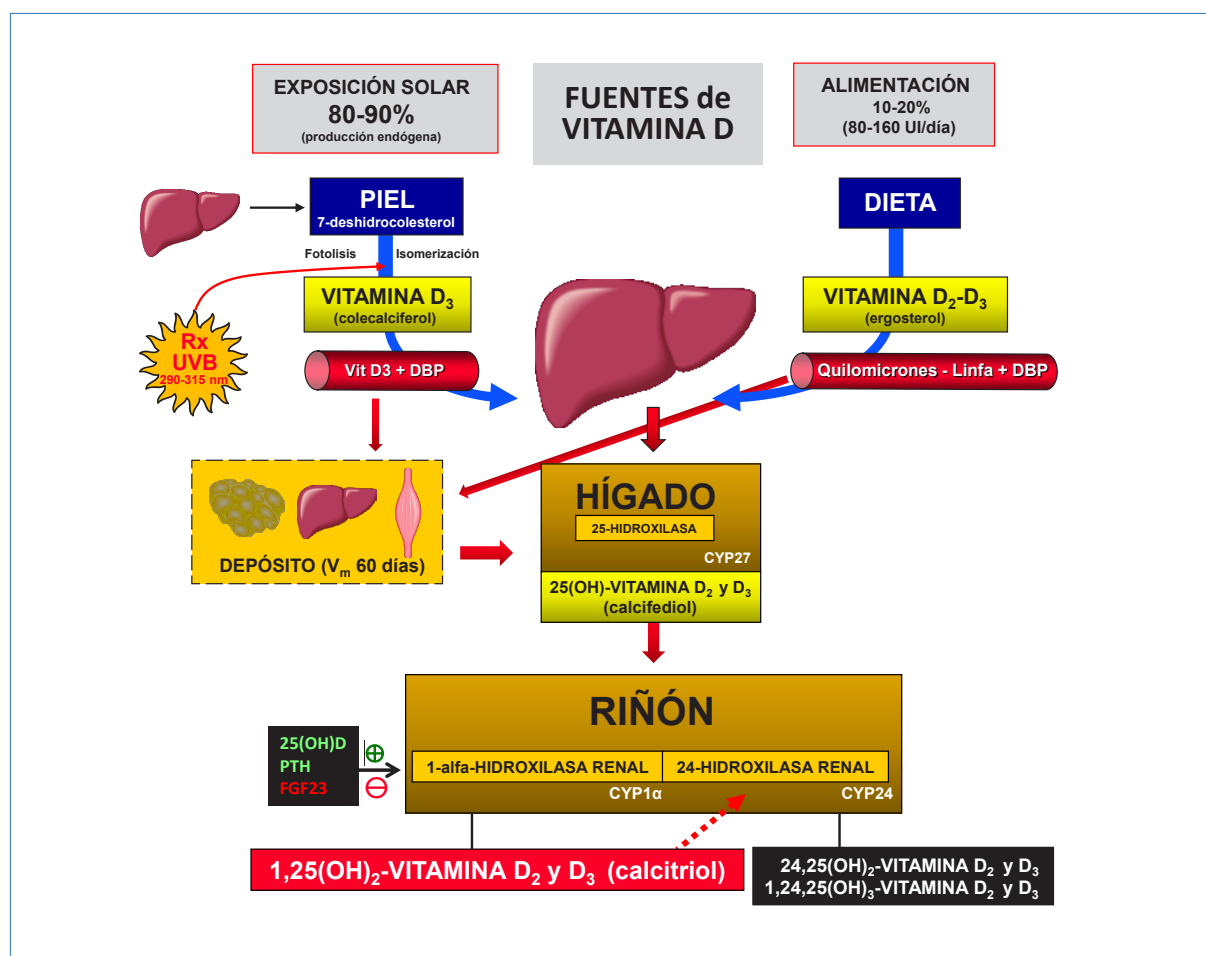 EXPOSICIÓN SOLAR
80-90%
(producción endógena)
FUENTES de
VITAMINA D
ALIMENTACIÓN
10-20%
(80-160 UI/día)
PIEL
7-deshidrocolesterol
DIETA
Fotolisis
Isomerización
VITAMINA D₃
(colecalciferol)
VITAMINA D₂-D₃
(ergosterol)
Rx
UVB
290-315 nm
Vit D3 + DBP
Quilomicrones - Linfa + DBP
DEPÓSITO (Vₘ 60 días)
HÍGADO
25-HIDROXILASA
CYP27
25(OH)-VITAMINA D₂ y D₃
(calcifediol)
RIÑÓN
25(OH)D
PTH
FGF23
1-alfa-HIDROXILASA RENAL
24-HIDROXILASA RENAL
CYP1α
CYP24
1,25(OH)₂-VITAMINA D₂ y D₃ (calcitriol)
24,25(OH)₂-VITAMINA D₂ y D₃
1,24,25(OH)₃-VITAMINA D₂ y D₃